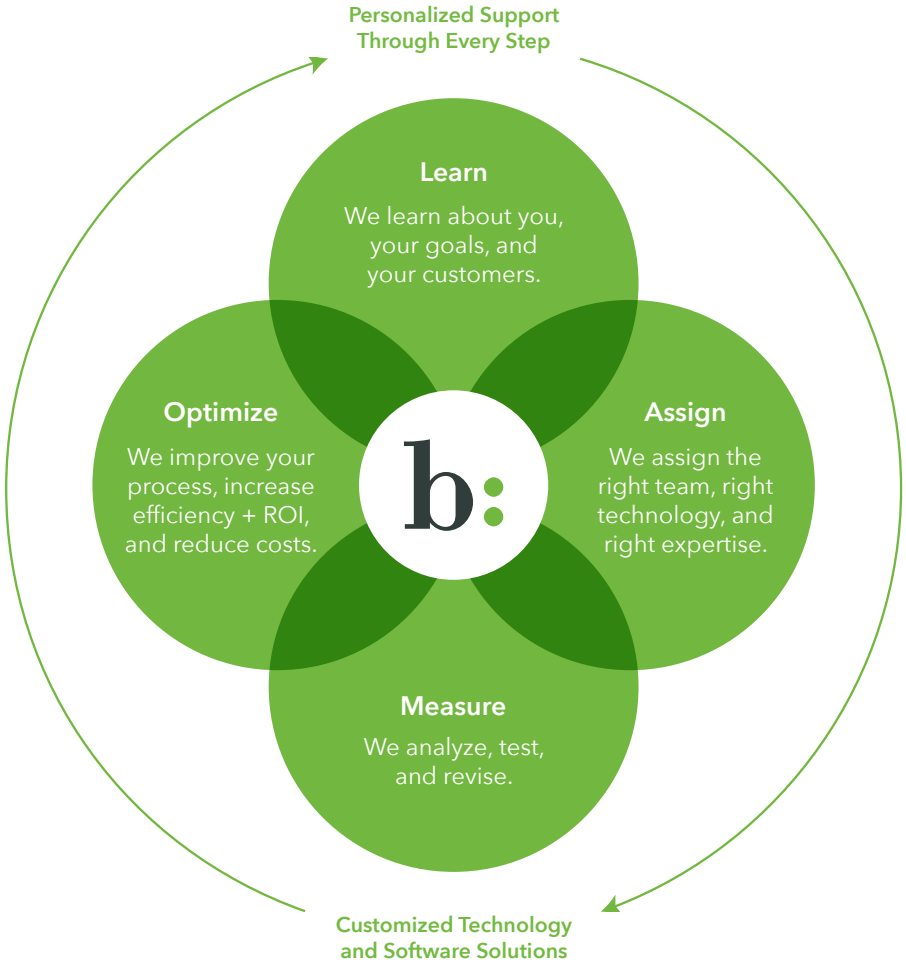 Personalized Support
Through Every Step
Learn
We learn about you,
your goals, and
your customers.
Optimize
We improve your
process, increase
efficiency + ROI,
and reduce costs.
b:
Assign
We assign the
right team, right
technology, and
right expertise.
Measure
We analyze, test,
and revise.
Customized Technology
and Software Solutions